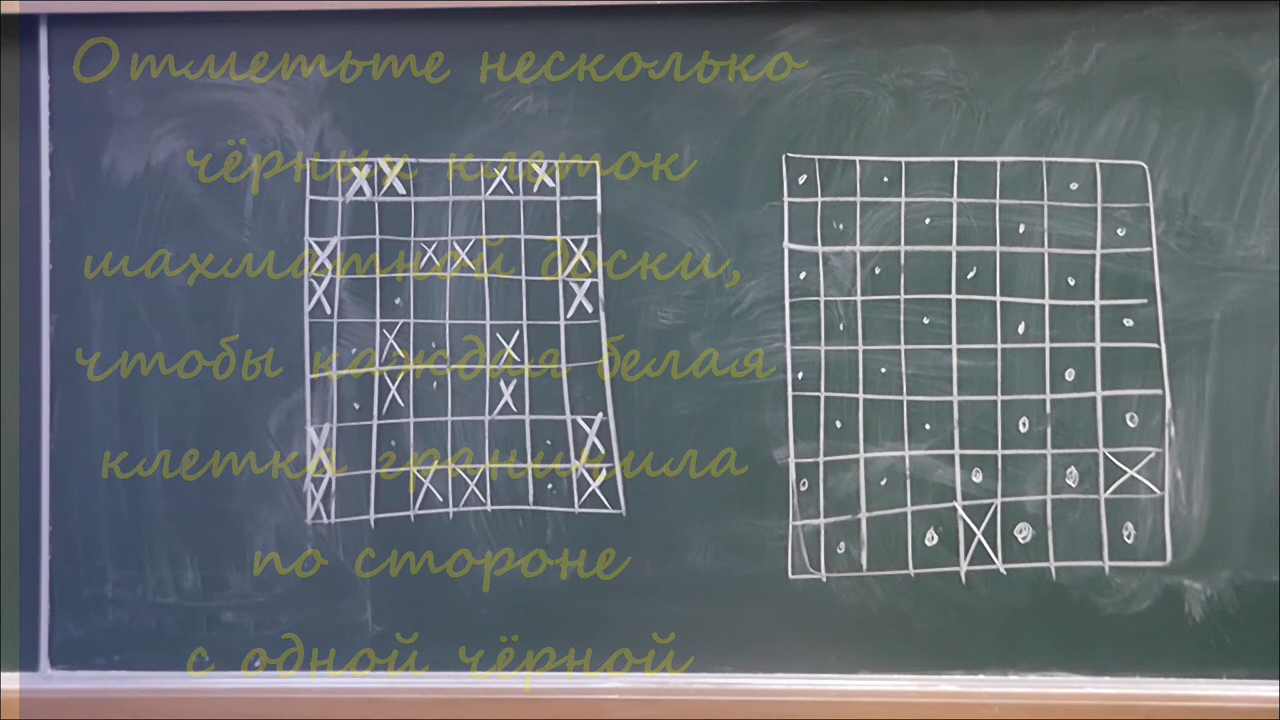 Отметьте несколько
чёрных клеток
шахматной доски,
чтобы каждая белая
клетка граничила
по стороне
с одной чёрной